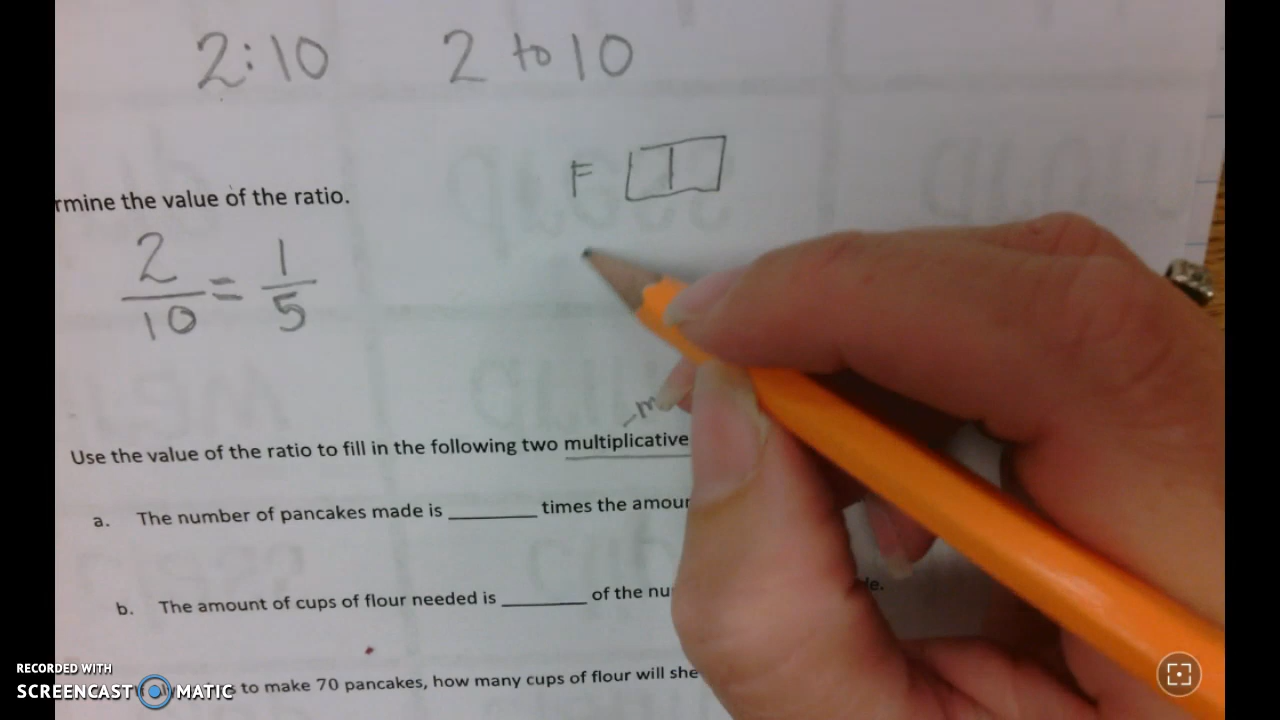 2:10 2 to 10
F 1
rmine the value of the ratio.
2/10 = 1/5
m
Use the value of the ratio to fill in the following two multiplicative
a. The number of pancakes made is ________ times the amour
b. The amount of cups of flour needed is ________ of the nu le.
to make 70 pancakes, how many cups of flour will she
RECORDED WITH
SCREENCAST MATIC